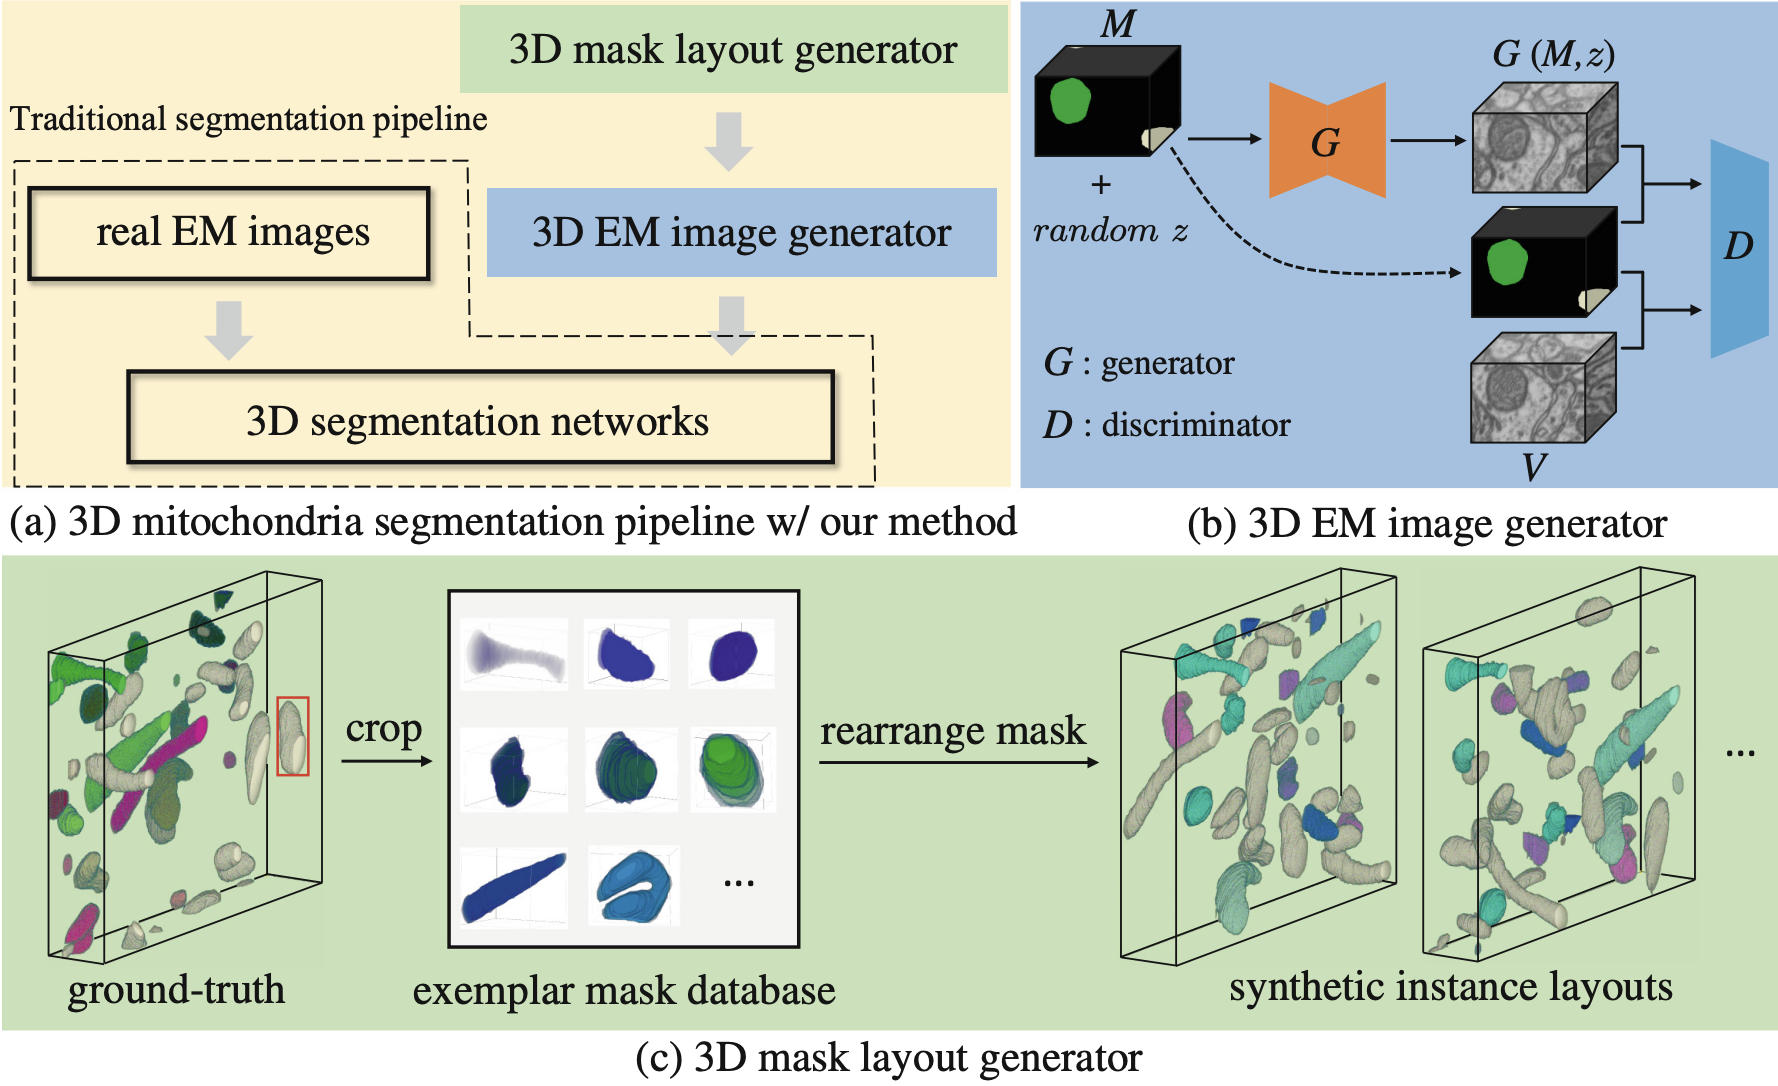 3D mask layout generator
Traditional segmentation pipeline
real EM images
3D EM image generator
3D segmentation networks
(a) 3D mitochondria segmentation pipeline w/ our method
M
+
random z
G
G (M,z)
D
G : generator
D : discriminator
V
(b) 3D EM image generator
crop
rearrange mask
...
...
ground-truth
exemplar mask database
synthetic instance layouts
(c) 3D mask layout generator